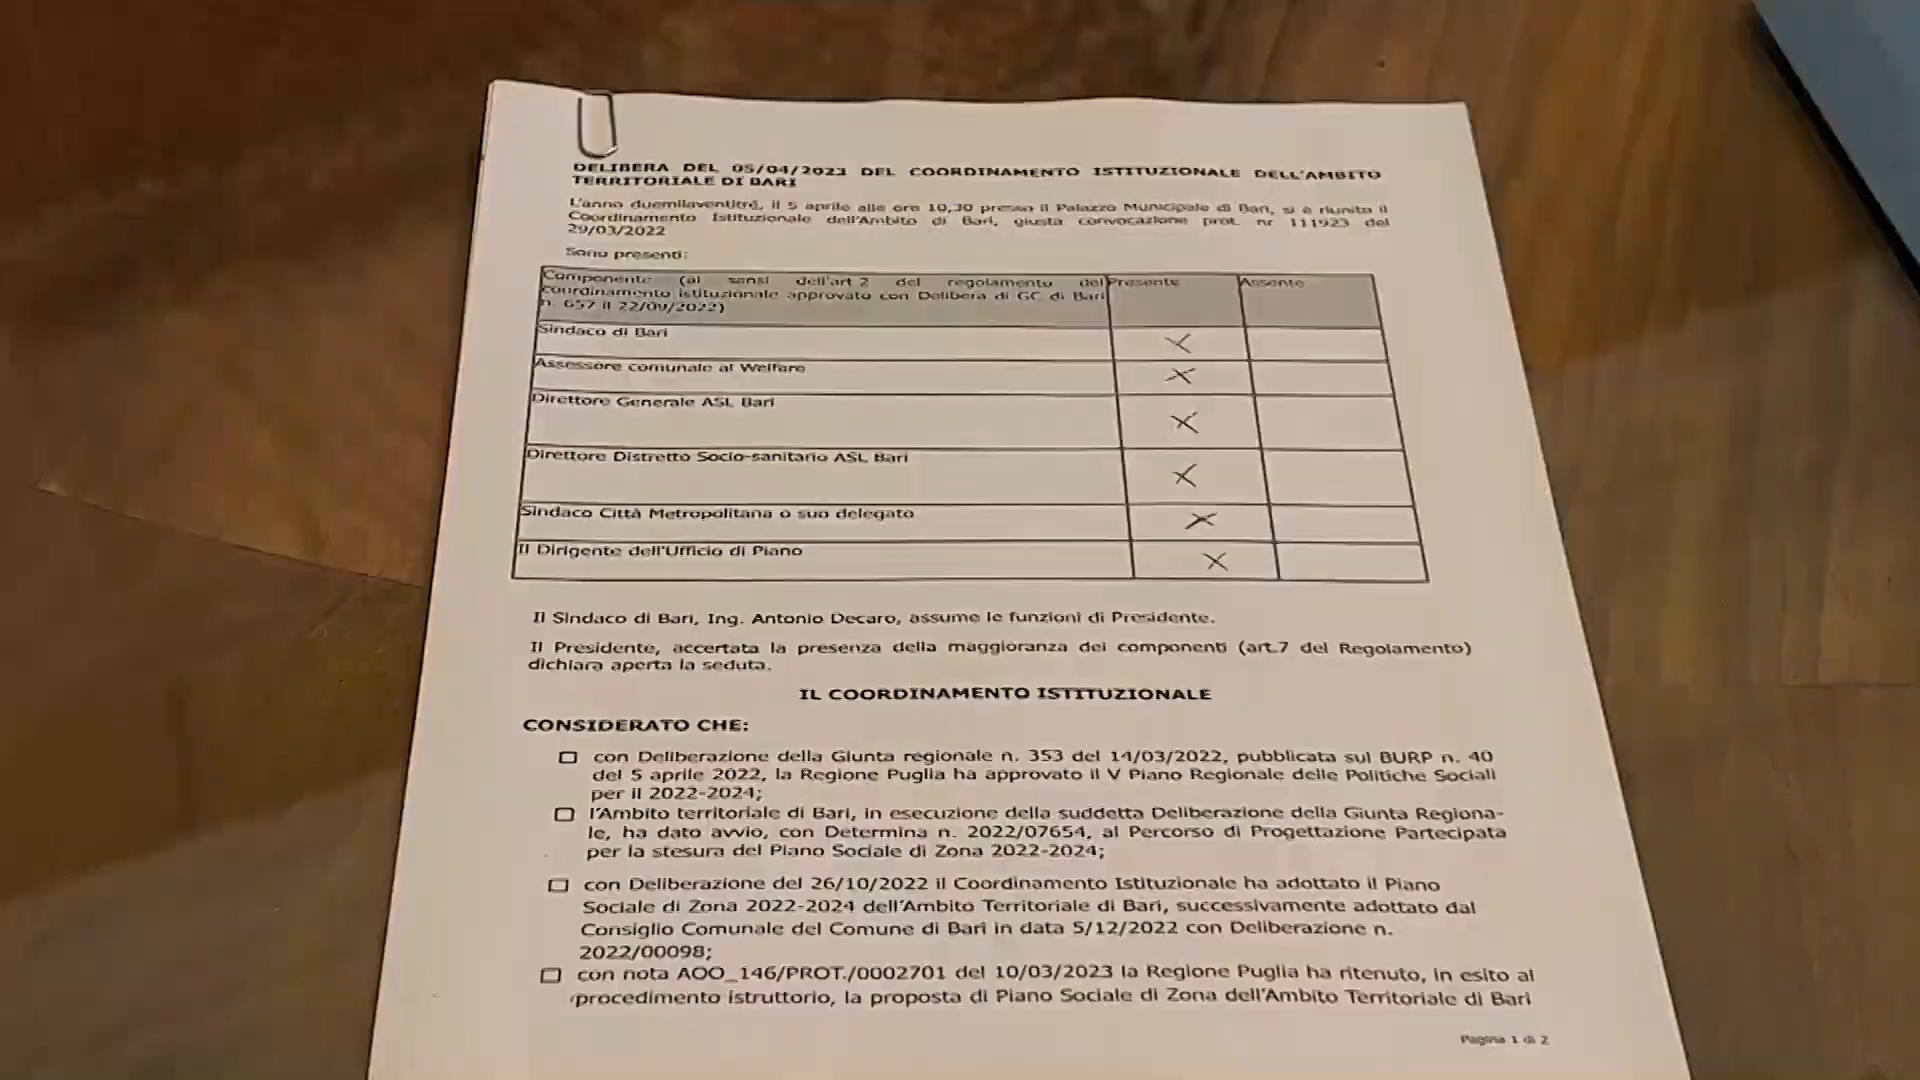 DELIBERA DEL 05/04/2023 DEL COORDINAMENTO ISTITUZIONALE DELL'AMBITO
TERRITORIALE DI BARI
L'anno duemilaventitré, il 5 aprile alle ore 10,30 presso il Palazzo Municipale di Bari, si è riunito il
Coordinamento Istituzionale dell'Ambito di Bari, giusta convocazione prot. nr 111923 del
29/03/2022
Sono presenti:
Componente (ai sensi dell'art 2 del regolamento del
coordinamento istituzionale approvato con Delibera di GC di Bari
n. 657 il 22/09/2022)
Presente
Assente
Sindaco di Bari
X
Assessore comunale al Welfare
X
Direttore Generale ASL Bari
X
Direttore Distretto Socio-sanitario ASL Bari
X
Sindaco Città Metropolitana o suo delegato
X
Il Dirigente dell'Ufficio di Piano
X
Il Sindaco di Bari, Ing. Antonio Decaro, assume le funzioni di Presidente.
Il Presidente, accertata la presenza della maggioranza dei componenti (art.7 del Regolamento)
dichiara aperta la seduta.
IL COORDINAMENTO ISTITUZIONALE
CONSIDERATO CHE:
con Deliberazione della Giunta regionale n. 353 del 14/03/2022, pubblicata sul BURP n. 40
del 5 aprile 2022, la Regione Puglia ha approvato il V Piano Regionale delle Politiche Sociali
per il 2022-2024;
l'Ambito territoriale di Bari, in esecuzione della suddetta Deliberazione della Giunta Regiona-
le, ha dato avvio, con Determina n. 2022/07654, al Percorso di Progettazione Partecipata
per la stesura del Piano Sociale di Zona 2022-2024;
con Deliberazione del 26/10/2022 il Coordinamento Istituzionale ha adottato il Piano
Sociale di Zona 2022-2024 dell'Ambito Territoriale di Bari, successivamente adottato dal
Consiglio Comunale del Comune di Bari in data 5/12/2022 con Deliberazione n.
2022/00098;
con nota AOO_146/PROT./0002701 del 10/03/2023 la Regione Puglia ha ritenuto, in esito al
procedimento istruttorio, la proposta di Piano Sociale di Zona dell'Ambito Territoriale di Bari
Pagina 1 di 2